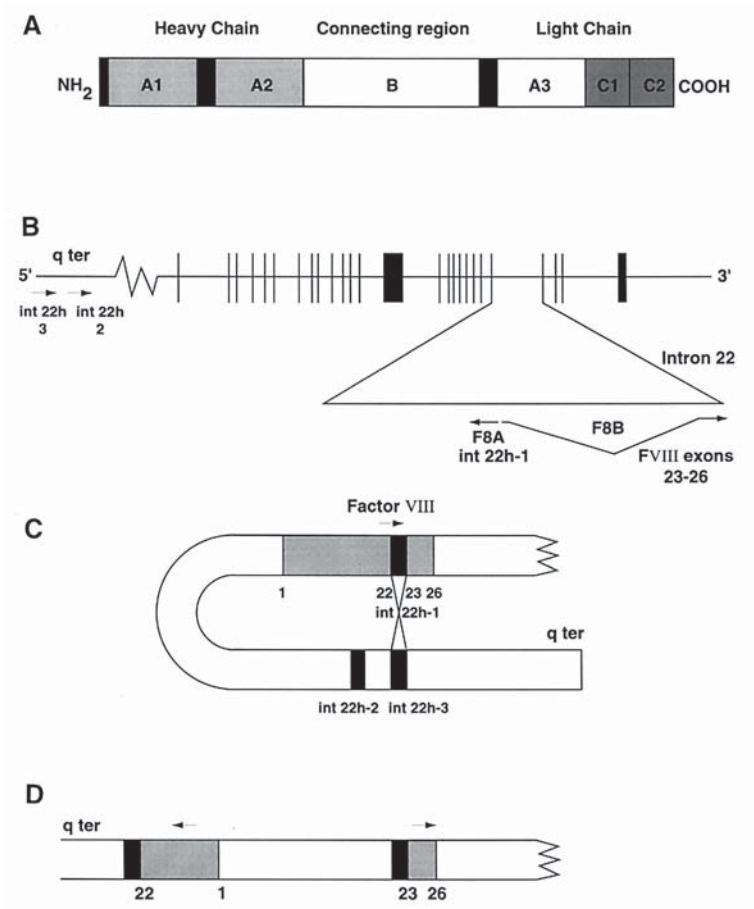 A
Heavy Chain Connecting region Light Chain
NH2 A1 A2 B A3 C1 C2 COOH
B
q ter
5' 3'
int 22h int 22h
3 2
Intron 22
F8A F8B
int 22h-1 FVIII exons
23-26
C
Factor VIII
1 22 23 26
int 22h-1
q ter
int 22h-2 int 22h-3
D
q ter
22 1 23 26